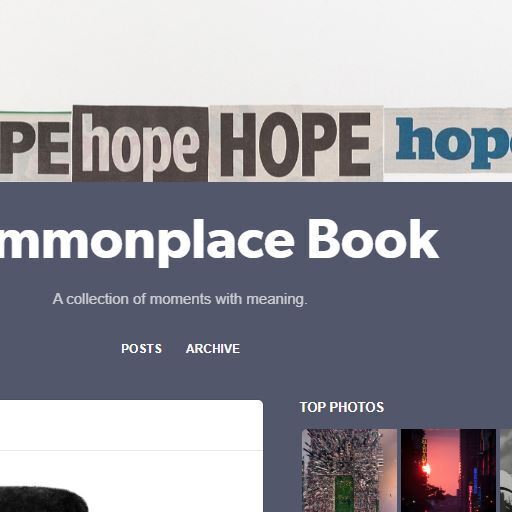 PE hope HOPE hop
mmonplace Book
A collection of moments with meaning.
POSTS ARCHIVE
TOP PHOTOS